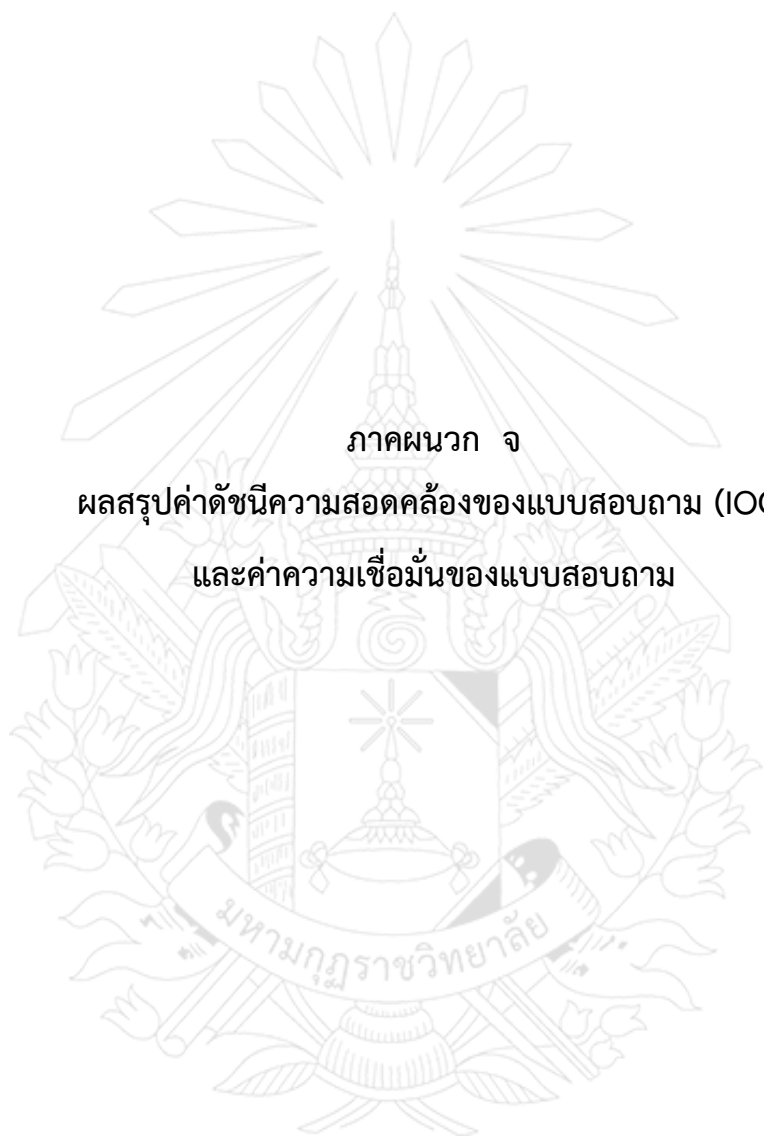 ภาคผนวก จ
ผลสรุปค่าดัชนีความสอดคล้องของแบบสอบถาม (IOC
และค่าความเชื่อมั่นของแบบสอบถาม
มหามกุฏราชวิทยาลัย